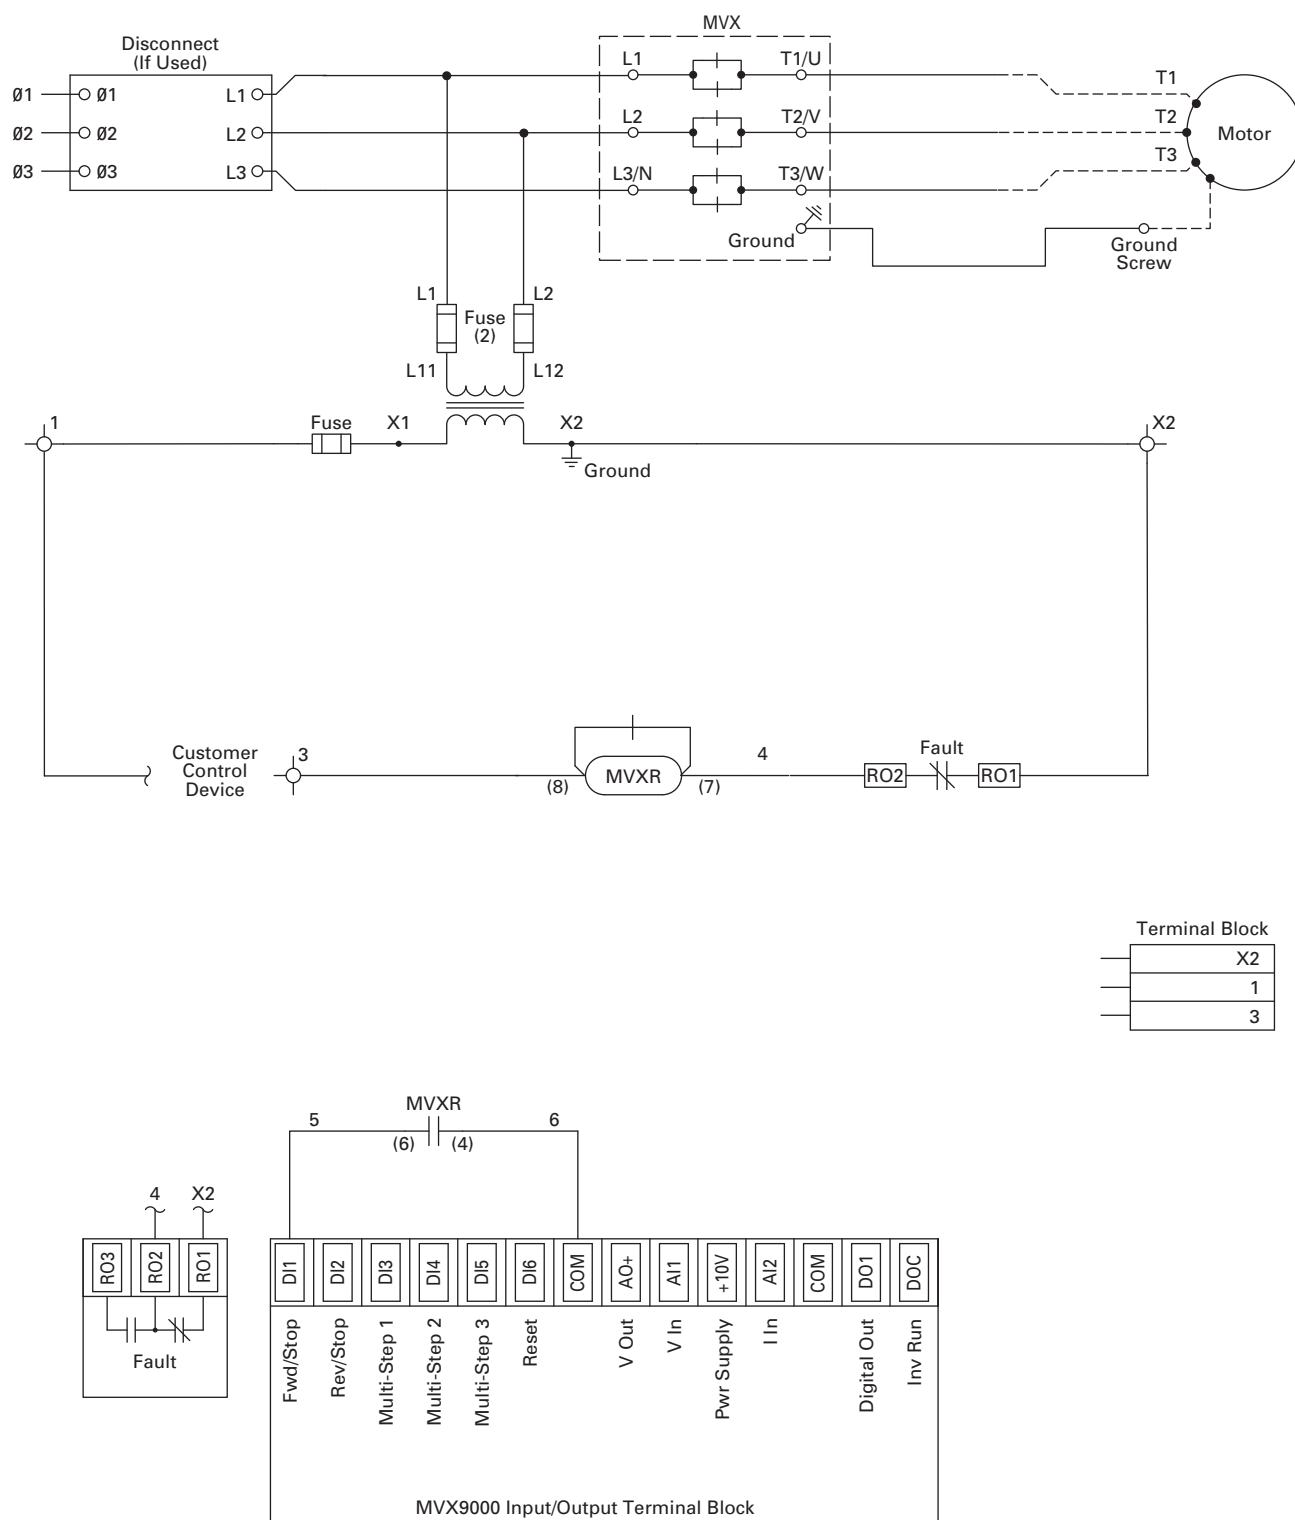 MVX
Disconnect
(If Used)
L1 T1/U
Ø1 Ø1 L1 T1
Ø2 Ø2 L2 L2 T2/V T2 Motor
Ø3 Ø3 L3 L3/N T3/W T3
Ground
Ground
Screw
L1 Fuse L2
(2)
L11 L12
1 Fuse X1 X2 X2
Ground
Customer
Control
Device
3 (8) MVXR (7) 4 RO2 Fault RO1
Terminal Block
X2
1
3
MVXR
5 (6) (4) 6
4 X2
RO3 RO2 RO1
Fault
DI1 DI2 DI3 DI4 DI5 DI6 COM AO+ AI1 +10V AI2 COM DO1 DOC
Fwd/Stop Rev/Stop Multi-Step 1 Multi-Step 2 Multi-Step 3 Reset V Out V In Pwr Supply I In Digital Out Inv Run
MVX9000 Input/Output Terminal Block